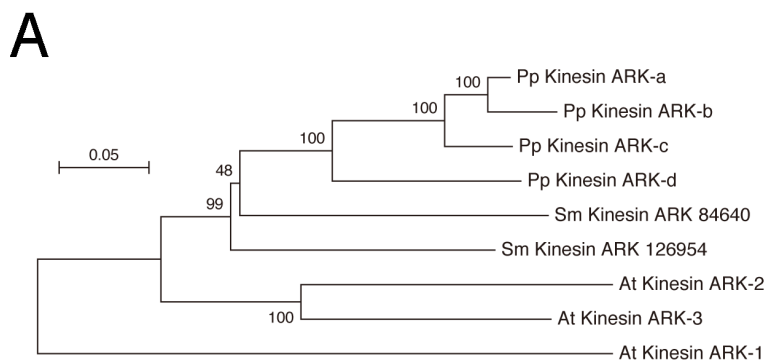 A
100 Pp Kinesin ARK-a
100 Pp Kinesin ARK-b
100 Pp Kinesin ARK-c
0.05
48 Pp Kinesin ARK-d
99 Sm Kinesin ARK 84640
Sm Kinesin ARK 126954
At Kinesin ARK-2
100 At Kinesin ARK-3
At Kinesin ARK-1